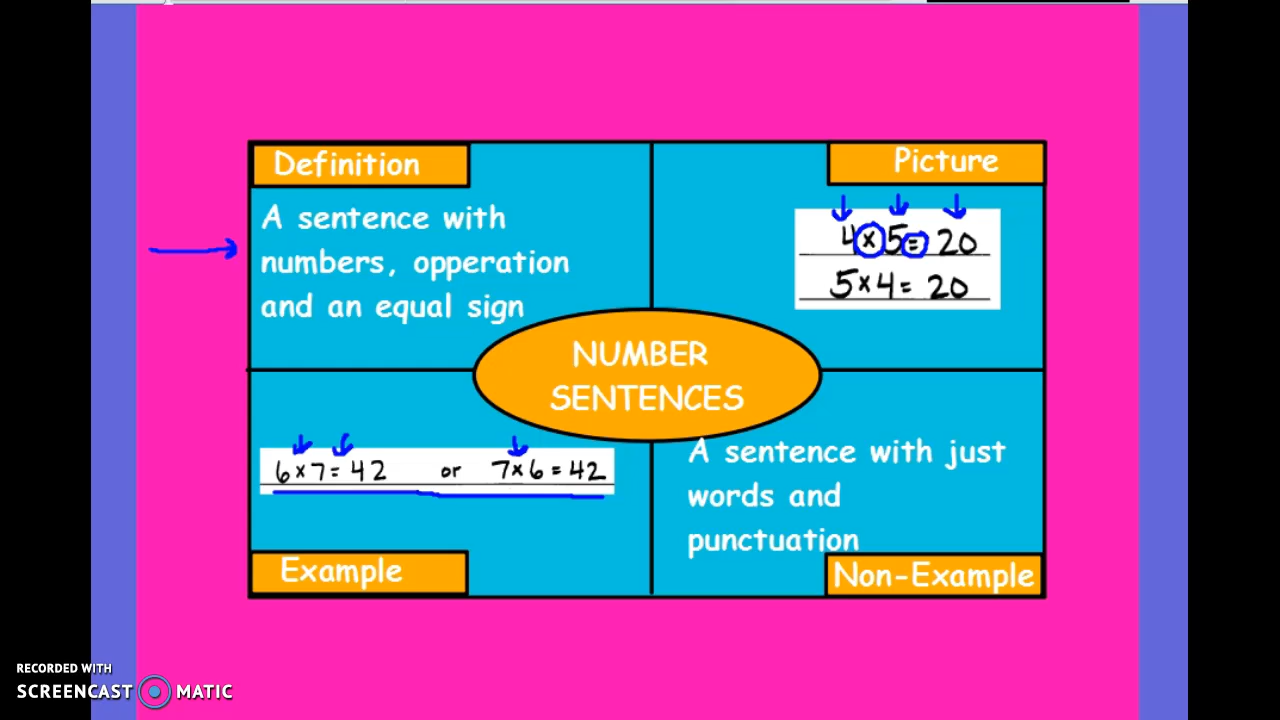 Definition
A sentence with
numbers, opperation
and an equal sign
Picture
4 x 5 = 20
5 x 4 = 20
NUMBER
SENTENCES
6 x 7 = 42 or 7 x 6 = 42
Example
A sentence with just
words and
punctuation
Non-Example
RECORDED WITH
SCREENCAST MATIC